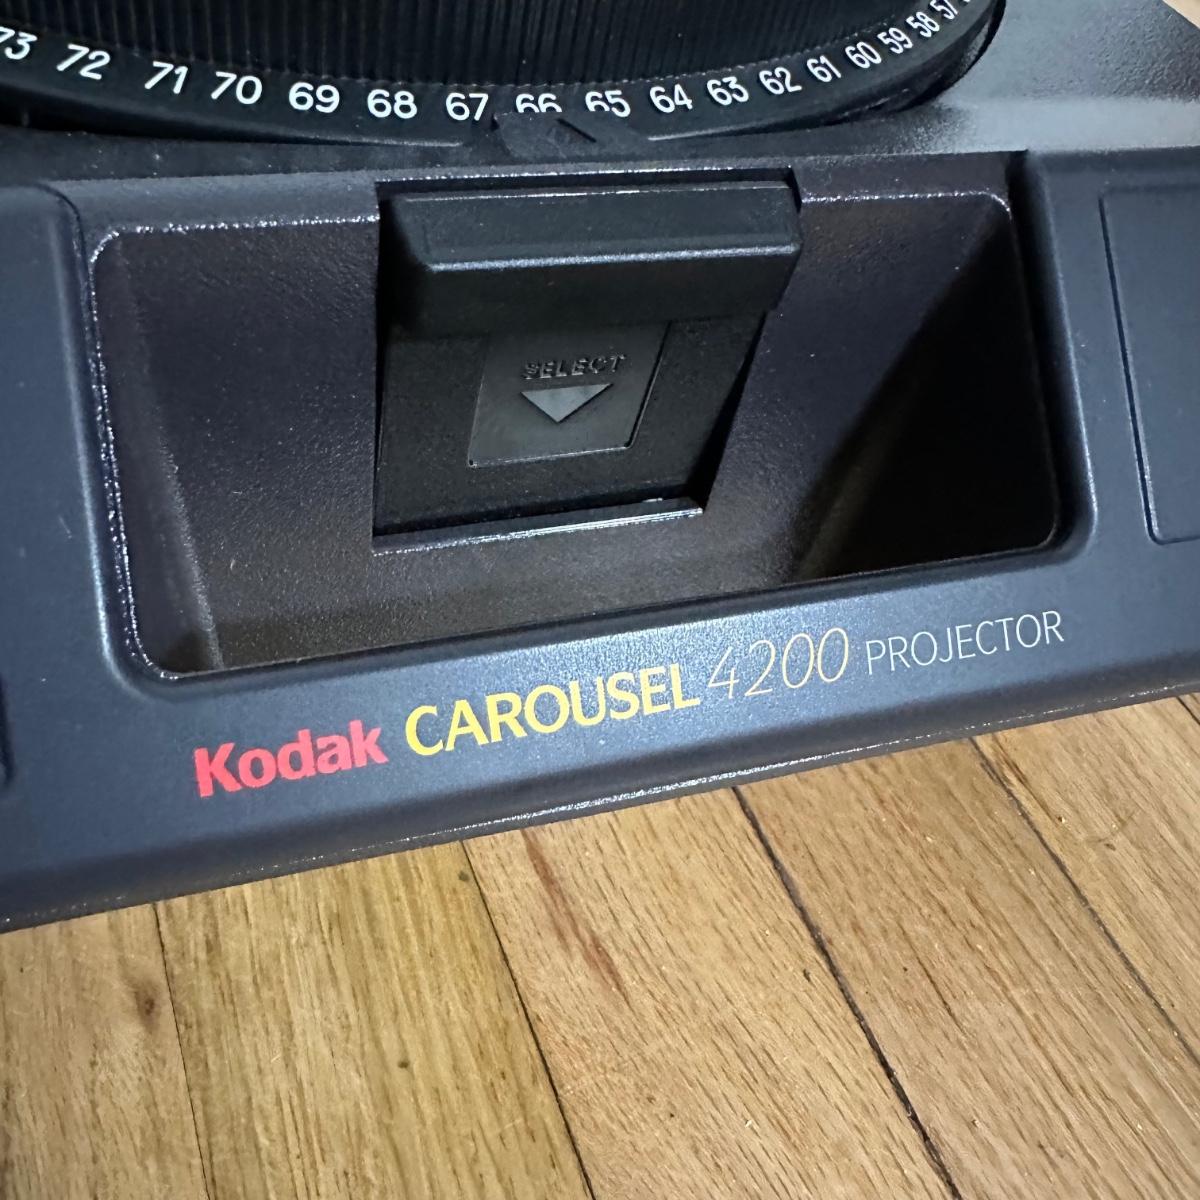 73 72 71 70 69 68 67 66 65 64 63 62 61 60 59 58 57
SELECT
Kodak CAROUSEL 4200 PROJECTOR